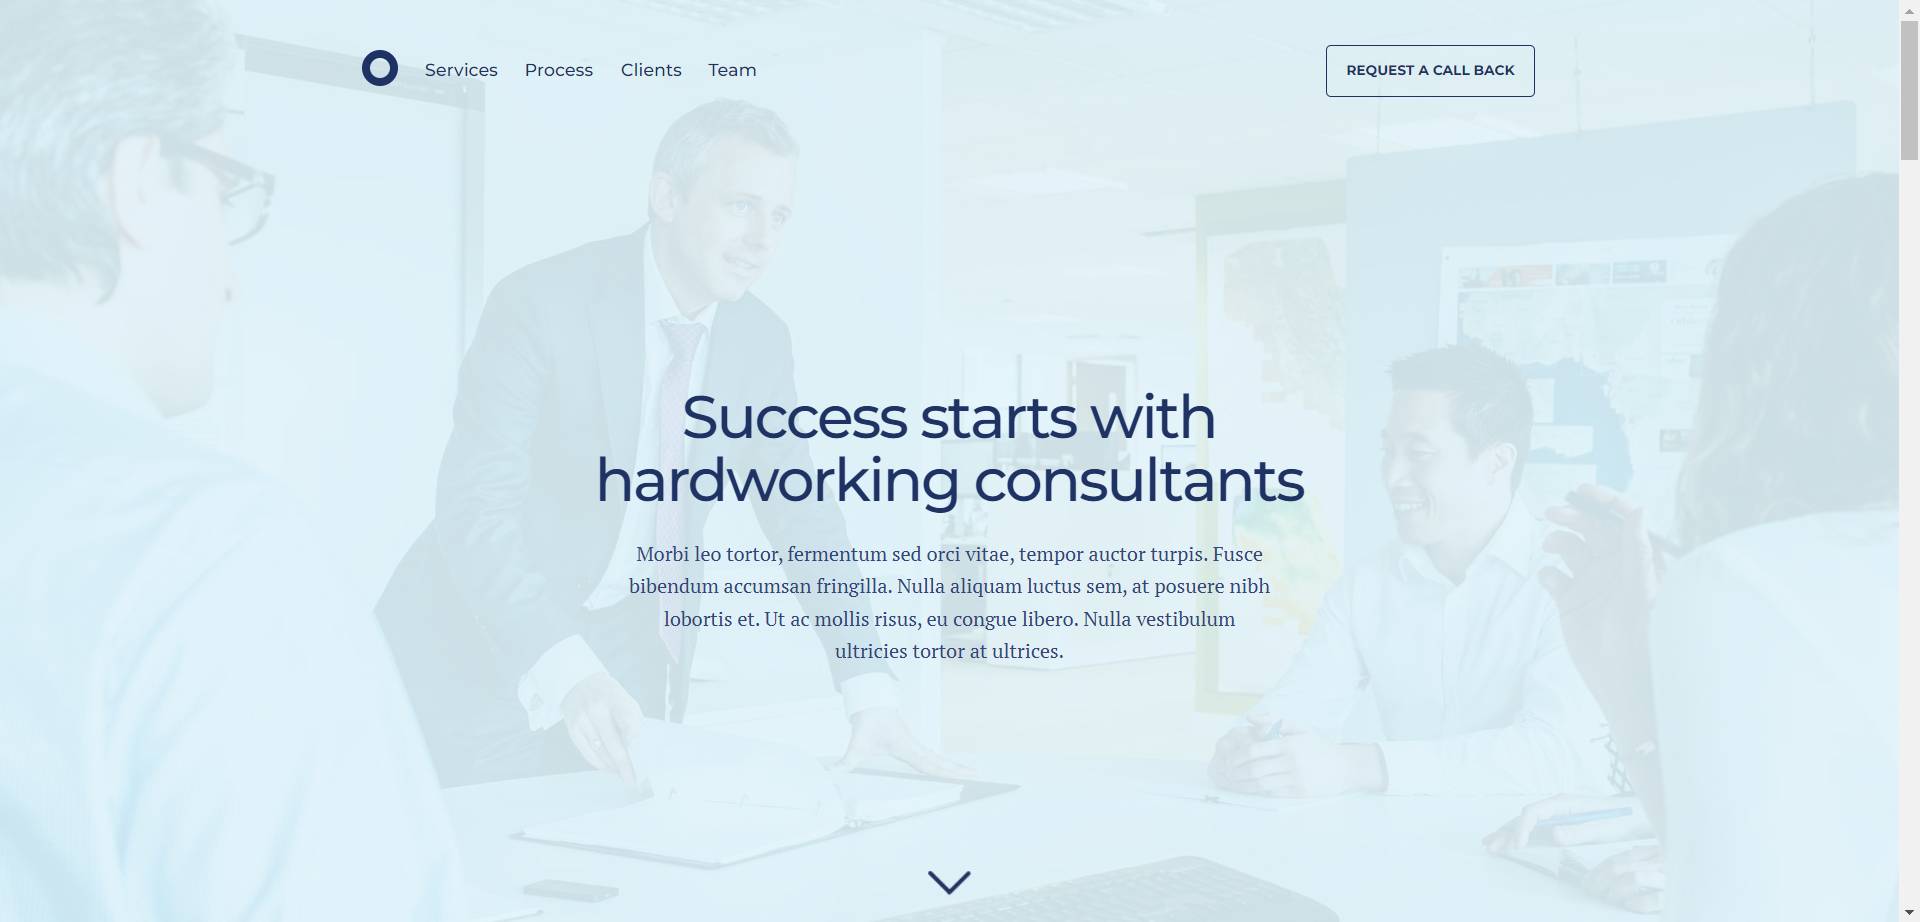 Services Process Clients Team REQUEST A CALL BACK
Success starts with
hardworking consultants
Morbi leo tortor, fermentum sed orci vitae, tempor auctor turpis. Fusce
bibendum accumsan fringilla. Nulla aliquam luctus sem, at posuere nibh
lobortis et. Ut ac mollis risus, eu congue libero. Nulla vestibulum
ultricies tortor at ultrices.